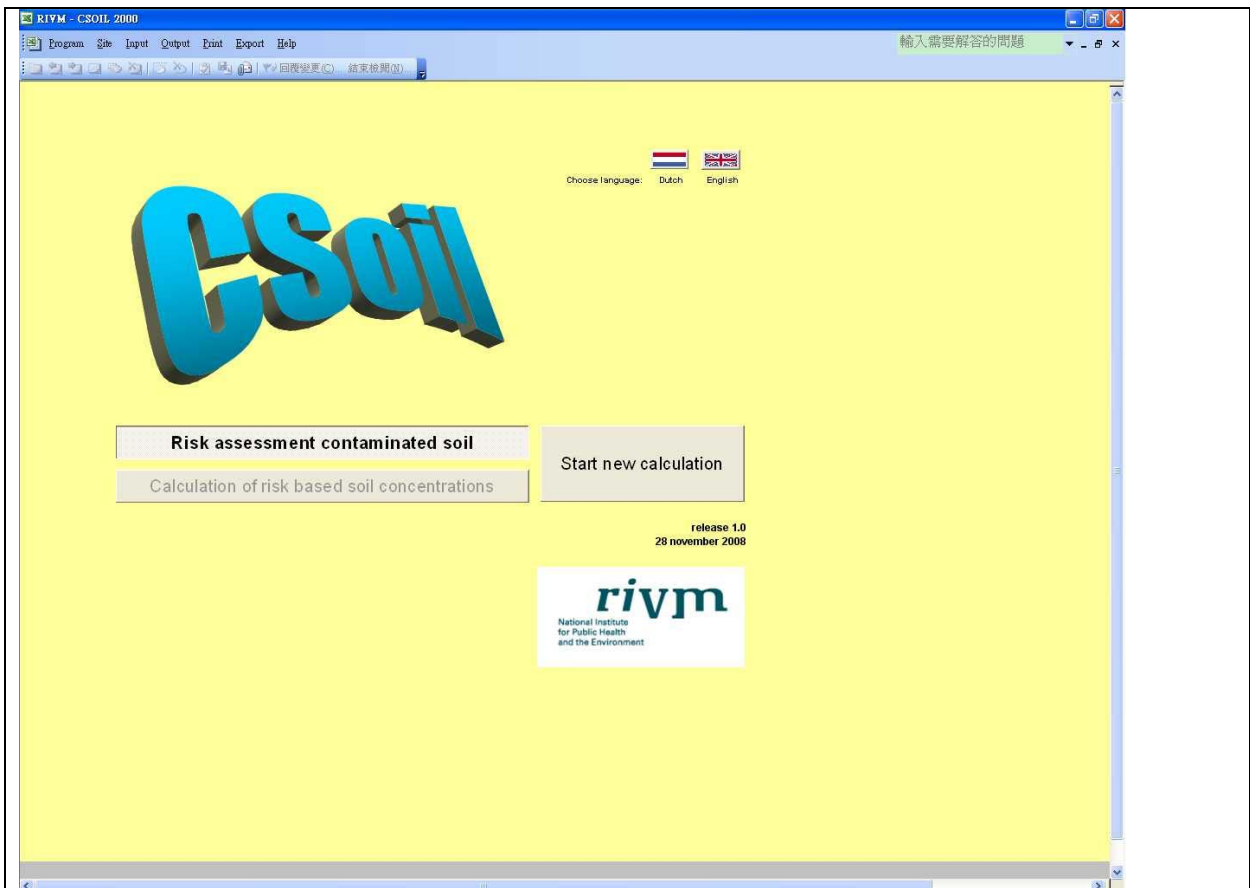 RIVM - CSOIL 2000
Program Site Input Output Print Export Help 輸入需要解答的問題
回覆變更(C) 結束檢閱(N)
Choose language: Dutch English
CSoil
Risk assessment contaminated soil
Start new calculation
Calculation of risk based soil concentrations
release 1.0
28 november 2008
rivm
National Institute
for Public Health
and the Environment